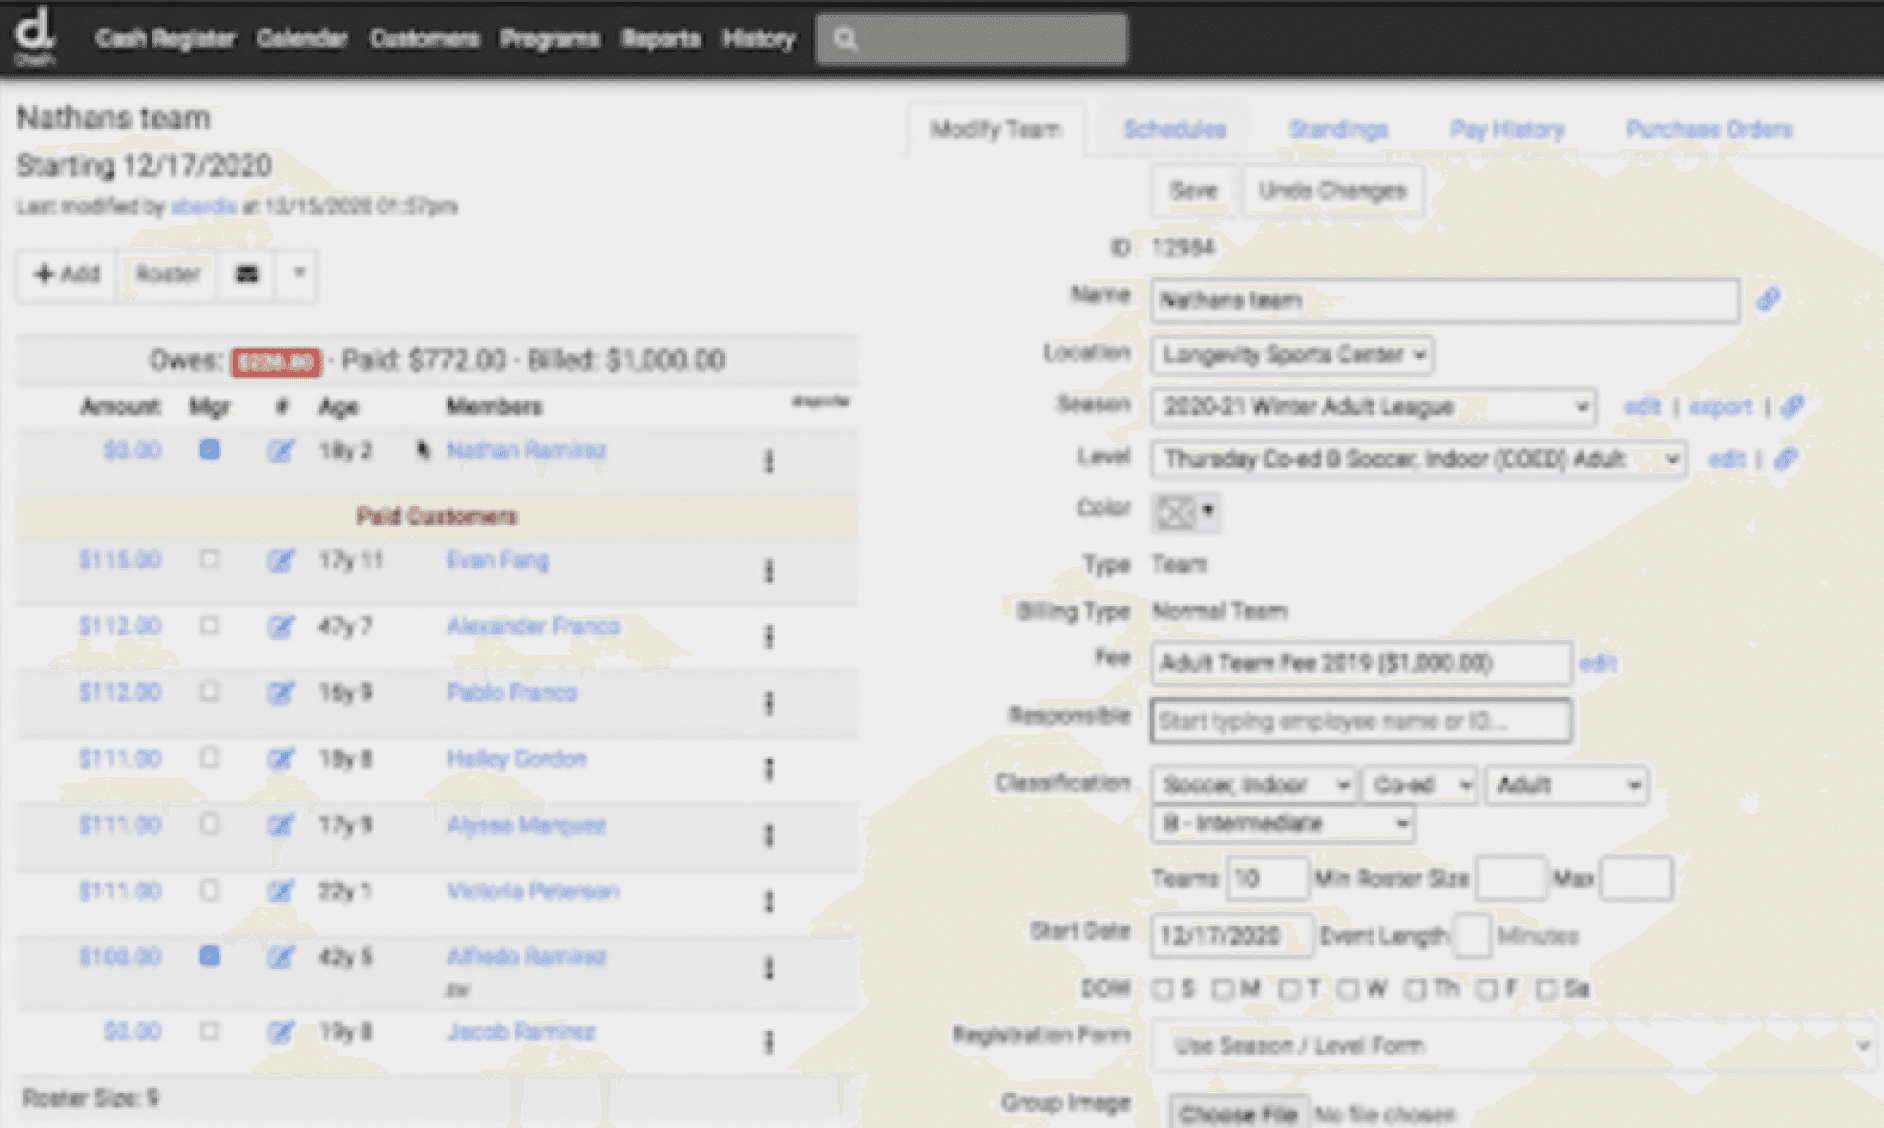 d.
Cash Register Calendar Customers Programs Reports History
Nathans team
Starting 12/17/2020
Last modified by at 01:57pm
+ Add Roster
Owes: · Paid: $772.00 · Billed: $1,000.00
Amount Mgr # Age Members
$0.00 18y 2 Nathan Ramirez
Paid Customers
$115.00 17y 11 Evan Fang
$112.00 42y 7 Alexander Franco
$112.00 16y 9 Pablo Franco
$111.00 18y 8 Hailey Gordon
$111.00 17y 9 Alyssa Marquez
$111.00 22y 1 Victoria Peterson
$100.00 42y 5 Alfredo Ramirez
$0.00 19y 8 Jacob Ramirez
Roster Size: 9
Modify Team Schedules Standings Pay History Purchase Orders
Save Undo Changes
ID 12984
Name Nathans team
Location Longevity Sports Center
Season 2020-21 Winter Adult League edit | export |
Level Thursday Co-ed B Soccer, Indoor (COED) Adult edit |
Color
Type Team
Billing Type Normal Team
Fee Adult Team Fee 2019 ($1,000.00) edit
Responsible Start typing employee name or ID...
Classification Soccer, Indoor Co-ed Adult
B - Intermediate
Teams 10 Min Roster Size Max
Start Date 12/17/2020 Event Length Minutes
DOW S M T W Th F Sa
Registration Form Use Season / Level Form
Group Image Choose File No file chosen